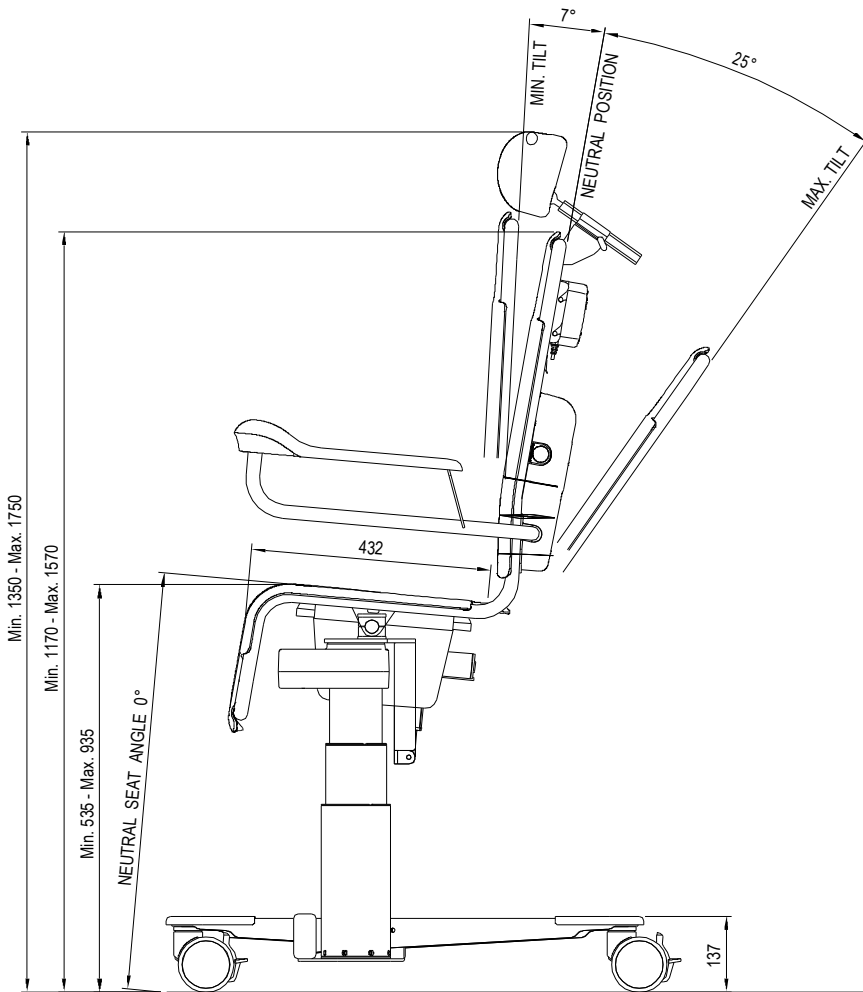 7°
25°
MIN. TILT
NEUTRAL POSITION
MAX. TILT
Min. 1350 - Max. 1750
Min. 1170 - Max. 1570
432
Min. 535 - Max. 935
NEUTRAL SEAT ANGLE 0°
137